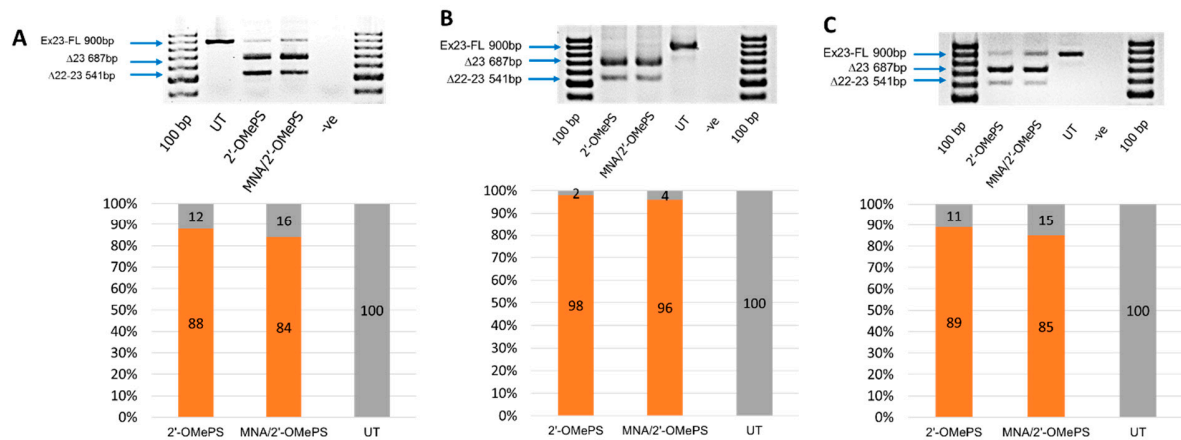 A
Ex23-FL 900bp
Δ23 687bp
Δ22-23 541bp
100 bp
UT
2'-OMePS
MNA/2'-OMePS
-ve
100 bp
100%
90%
80%
70%
60%
50%
40%
30%
20%
10%
0%
12
16
88
84
100
2'-OMePS MNA/2'-OMePS UT
B
Ex23-FL 900bp
Δ23 687bp
Δ22-23 541bp
100 bp
2'-OMePS
MNA/2'-OMePS
UT
-ve
100 bp
100%
90%
80%
70%
60%
50%
40%
30%
20%
10%
0%
2
4
98
96
100
2'-OMePS MNA/2'-OMePS UT
C
Ex23-FL 900bp
Δ23 687bp
Δ22-23 541bp
100 bp
2'-OMePS
MNA/2'-OMePS
UT
-ve
100 bp
100%
90%
80%
70%
60%
50%
40%
30%
20%
10%
0%
11
15
89
85
100
2'-OMePS MNA/2'-OMePS UT